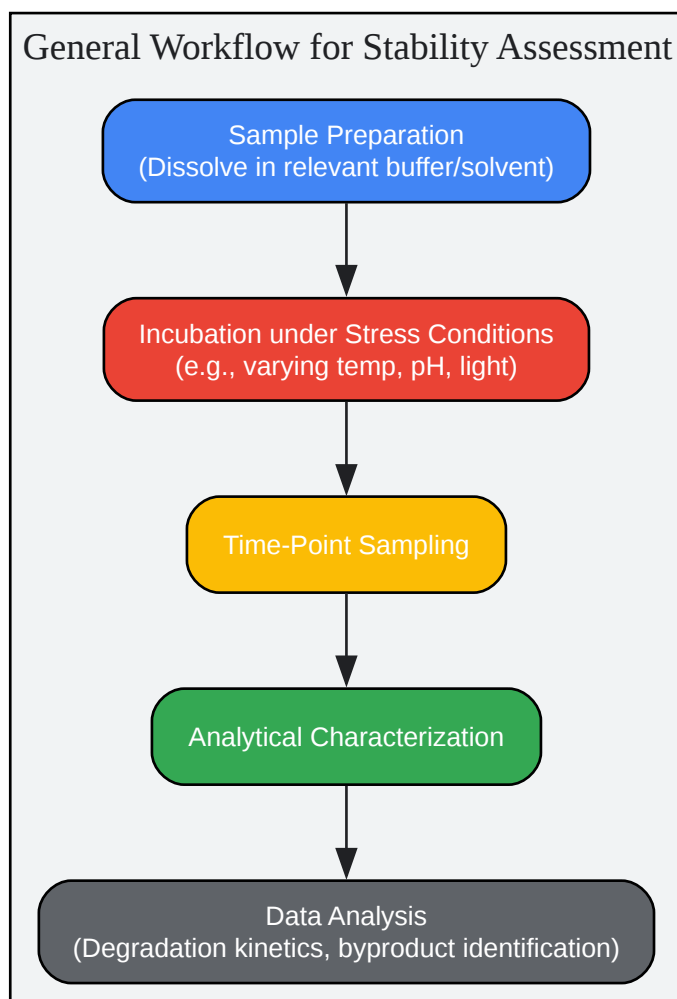 General Workflow for Stability Assessment
Sample Preparation
(Dissolve in relevant buffer/solvent)
Incubation under Stress Conditions
(e.g., varying temp, pH, light)
Time-Point Sampling
Analytical Characterization
Data Analysis
(Degradation kinetics, byproduct identification)